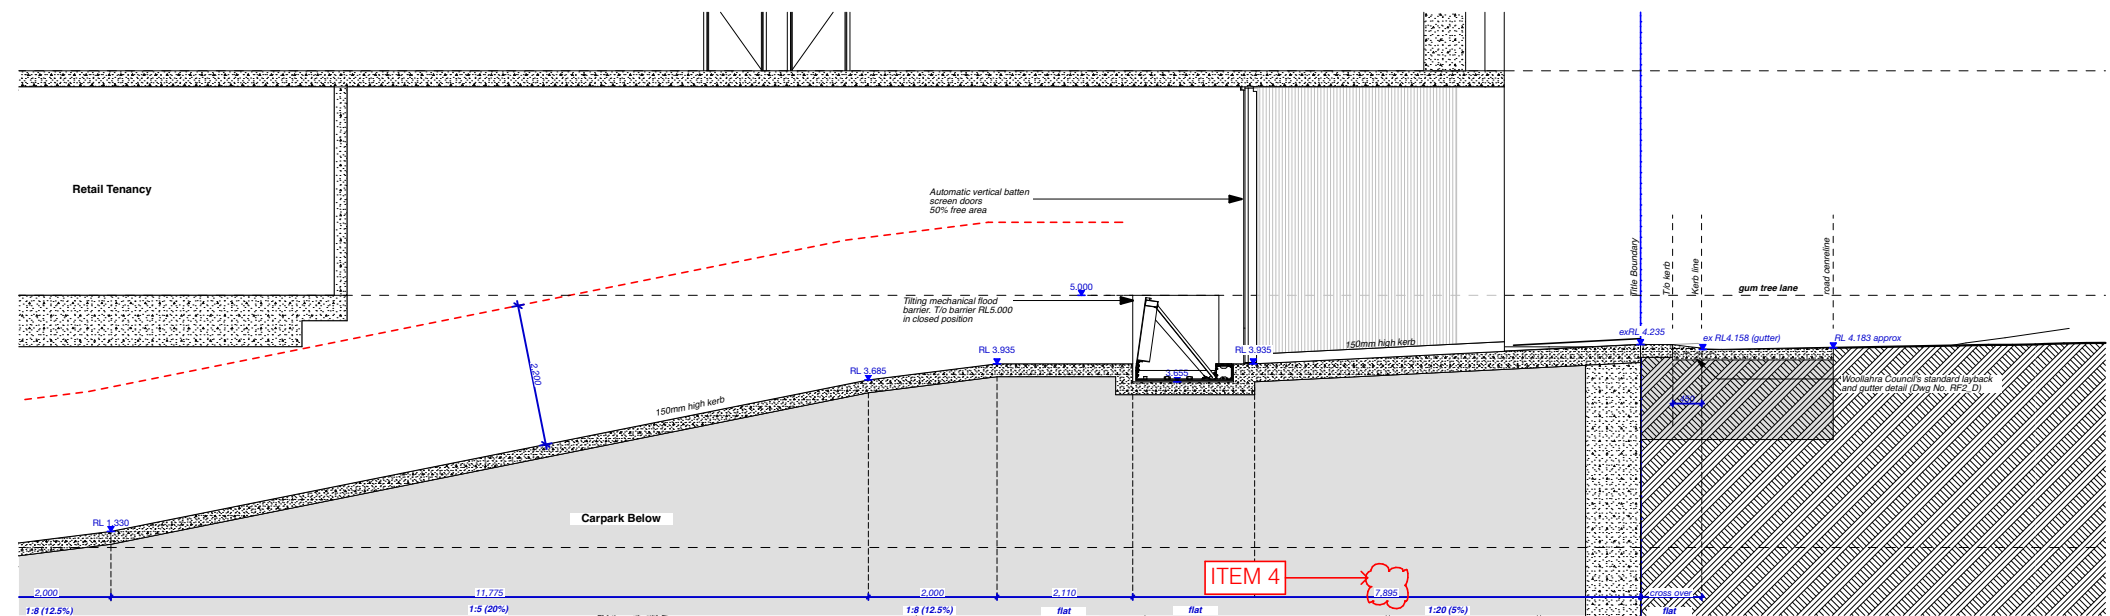 Retail Tenancy
Automatic vertical batten
screen doors
50% free area
Title Boundary
T/o kerb
Kerb line
road cenreline
gum tree lane
5.000
Tilting mechanical flood
barrier. T/o barrier RL5.000
in closed position
exRL 4.235
ex RL4.158 (gutter)
RL 4.183 approx
150mm high kerb
RL 3.935
RL 3.935
2,200
RL 3.685
3.655
Woollahra Council's standard layback
and gutter detail (Dwg No. RF2_D)
450
150mm high kerb
RL 1.330
Carpark Below
ITEM 4
2,000
11,775
2,000
2,110
7,895
cross over
1:8 (12.5%)
1:5 (20%)
1:8 (12.5%)
flat
flat
1:20 (5%)
flat